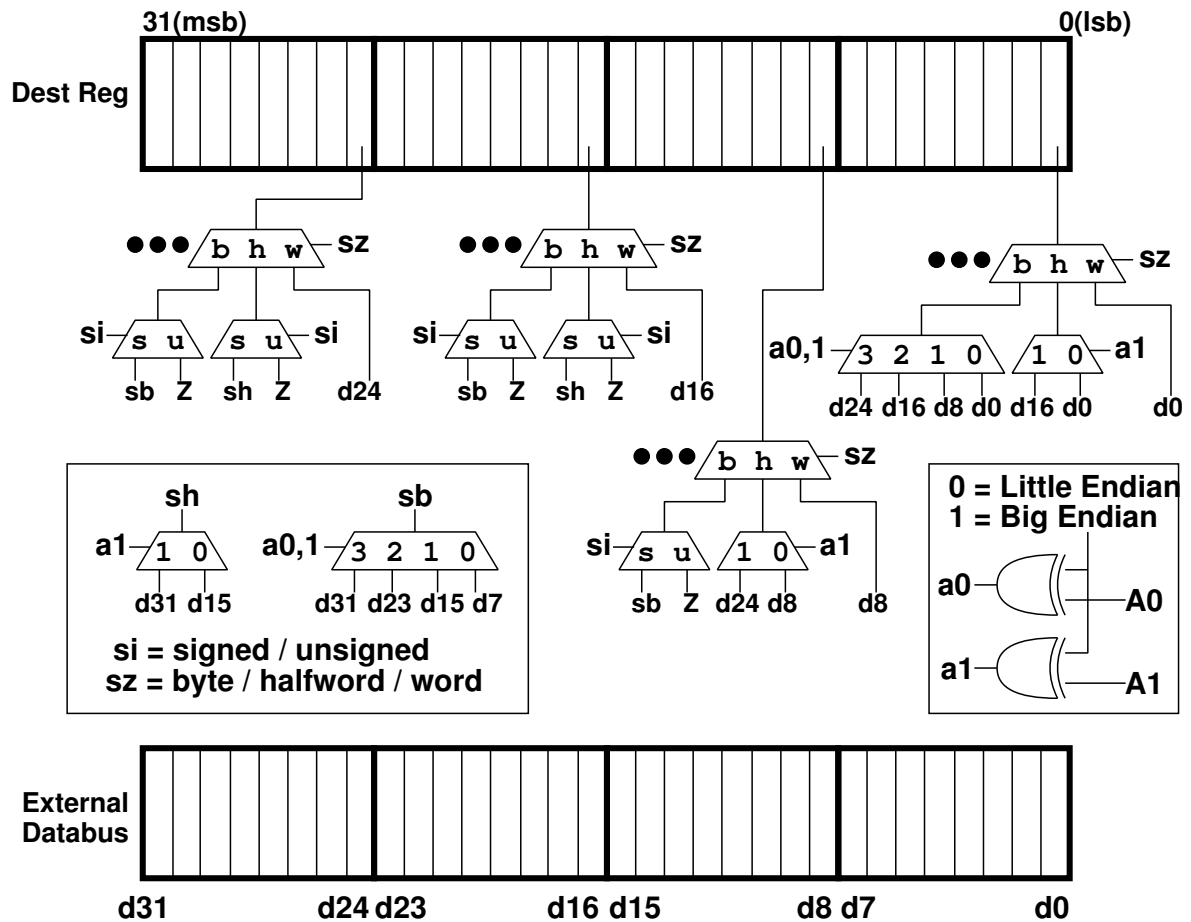 31(msb) 0(lsb)
Dest Reg
b h w sz
b h w sz
b h w sz
si s u s u si
si s u s u si
a0,1 3 2 1 0 1 0 a1
sb Z sh Z d24
sb Z sh Z d16
d24 d16 d8 d0 d16 d0 d0
b h w sz
sh sb
a1 1 0 a0,1 3 2 1 0
d31 d15 d31 d23 d15 d7
si = signed / unsigned
sz = byte / halfword / word
si s u 1 0 a1
sb Z d24 d8 d8
0 = Little Endian
1 = Big Endian
a0 A0
a1 A1
External
Databus
d31 d24 d23 d16 d15 d8 d7 d0